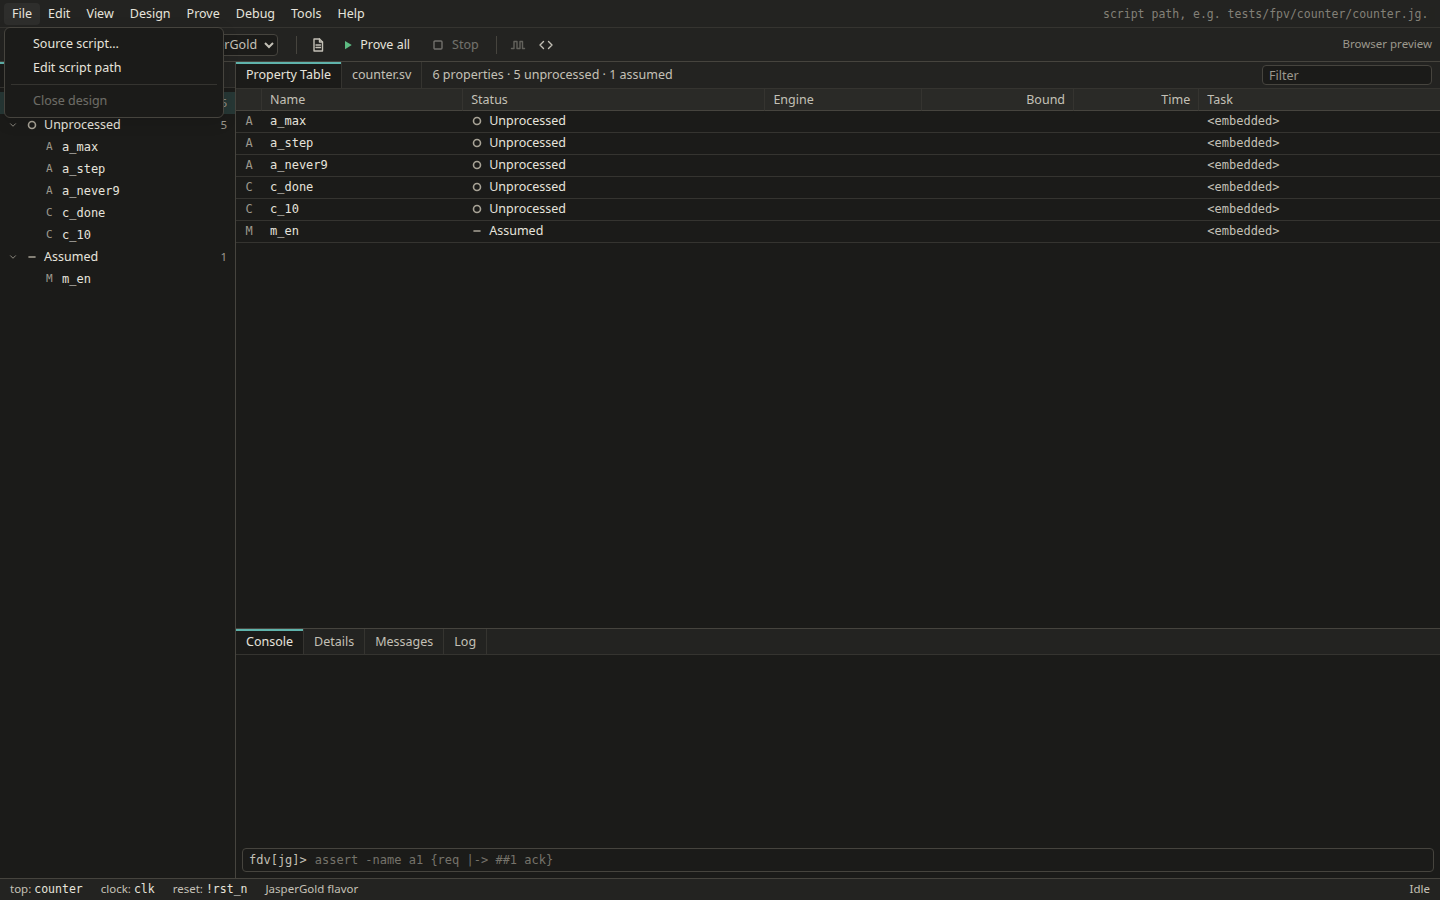 File Edit View Design Prove Debug Tools Help script path, e.g. tests/fpv/counter/counter.jg.
Source script...
Edit script path
Close design
rGold Prove all Stop Browser preview
Property Table counter.sv 6 properties · 5 unprocessed · 1 assumed Filter
Name Status Engine Bound Time Task
A a_max Unprocessed <embedded>
A a_step Unprocessed <embedded>
A a_never9 Unprocessed <embedded>
C c_done Unprocessed <embedded>
C c_10 Unprocessed <embedded>
M m_en Assumed <embedded>
Unprocessed 5
A a_max
A a_step
A a_never9
C c_done
C c_10
Assumed 1
M m_en
Console Details Messages Log
fdv[jg]> assert -name a1 {req |-> ##1 ack}
top: counter clock: clk reset: !rst_n JasperGold flavor Idle